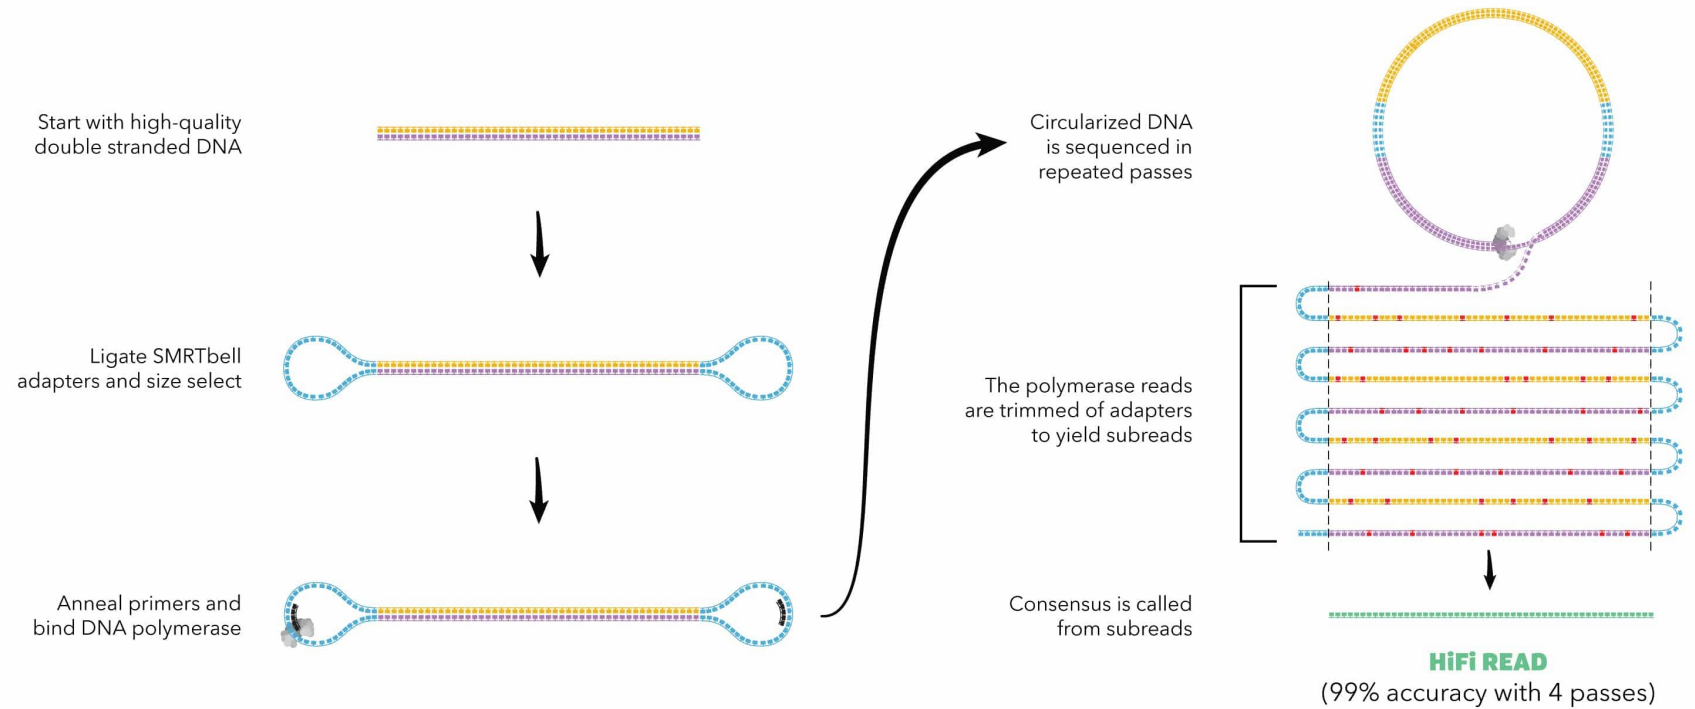 Start with high-quality
double stranded DNA
Ligate SMRTbell
adapters and size select
Anneal primers and
bind DNA polymerase
Circularized DNA
is sequenced in
repeated passes
The polymerase reads
are trimmed of adapters
to yield subreads
Consensus is called
from subreads
HiFi READ
(99% accuracy with 4 passes)